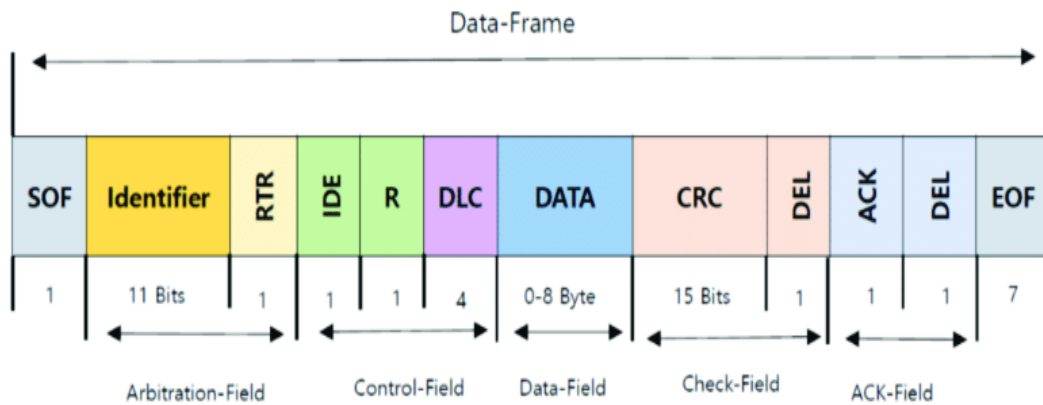 Data-Frame
SOF Identifier RTR IDE R DLC DATA CRC DEL ACK DEL EOF
1 11 Bits 1 1 1 4 0-8 Byte 15 Bits 1 1 1 7
Arbitration-Field Control-Field Data-Field Check-Field ACK-Field